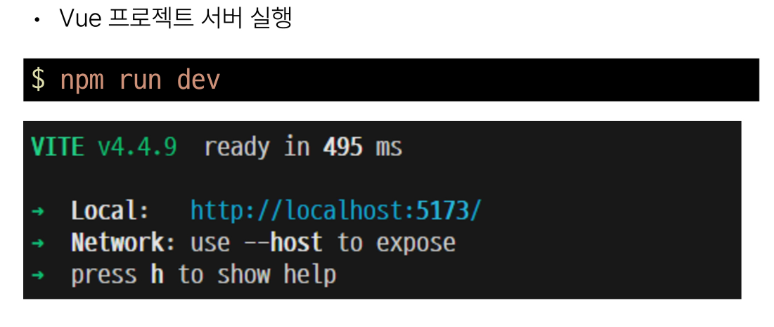 • Vue 프로젝트 서버 실행
$ npm run dev
VITE v4.4.9 ready in 495 ms
➜ Local: http://localhost:5173/
➜ Network: use --host to expose
➜ press h to show help